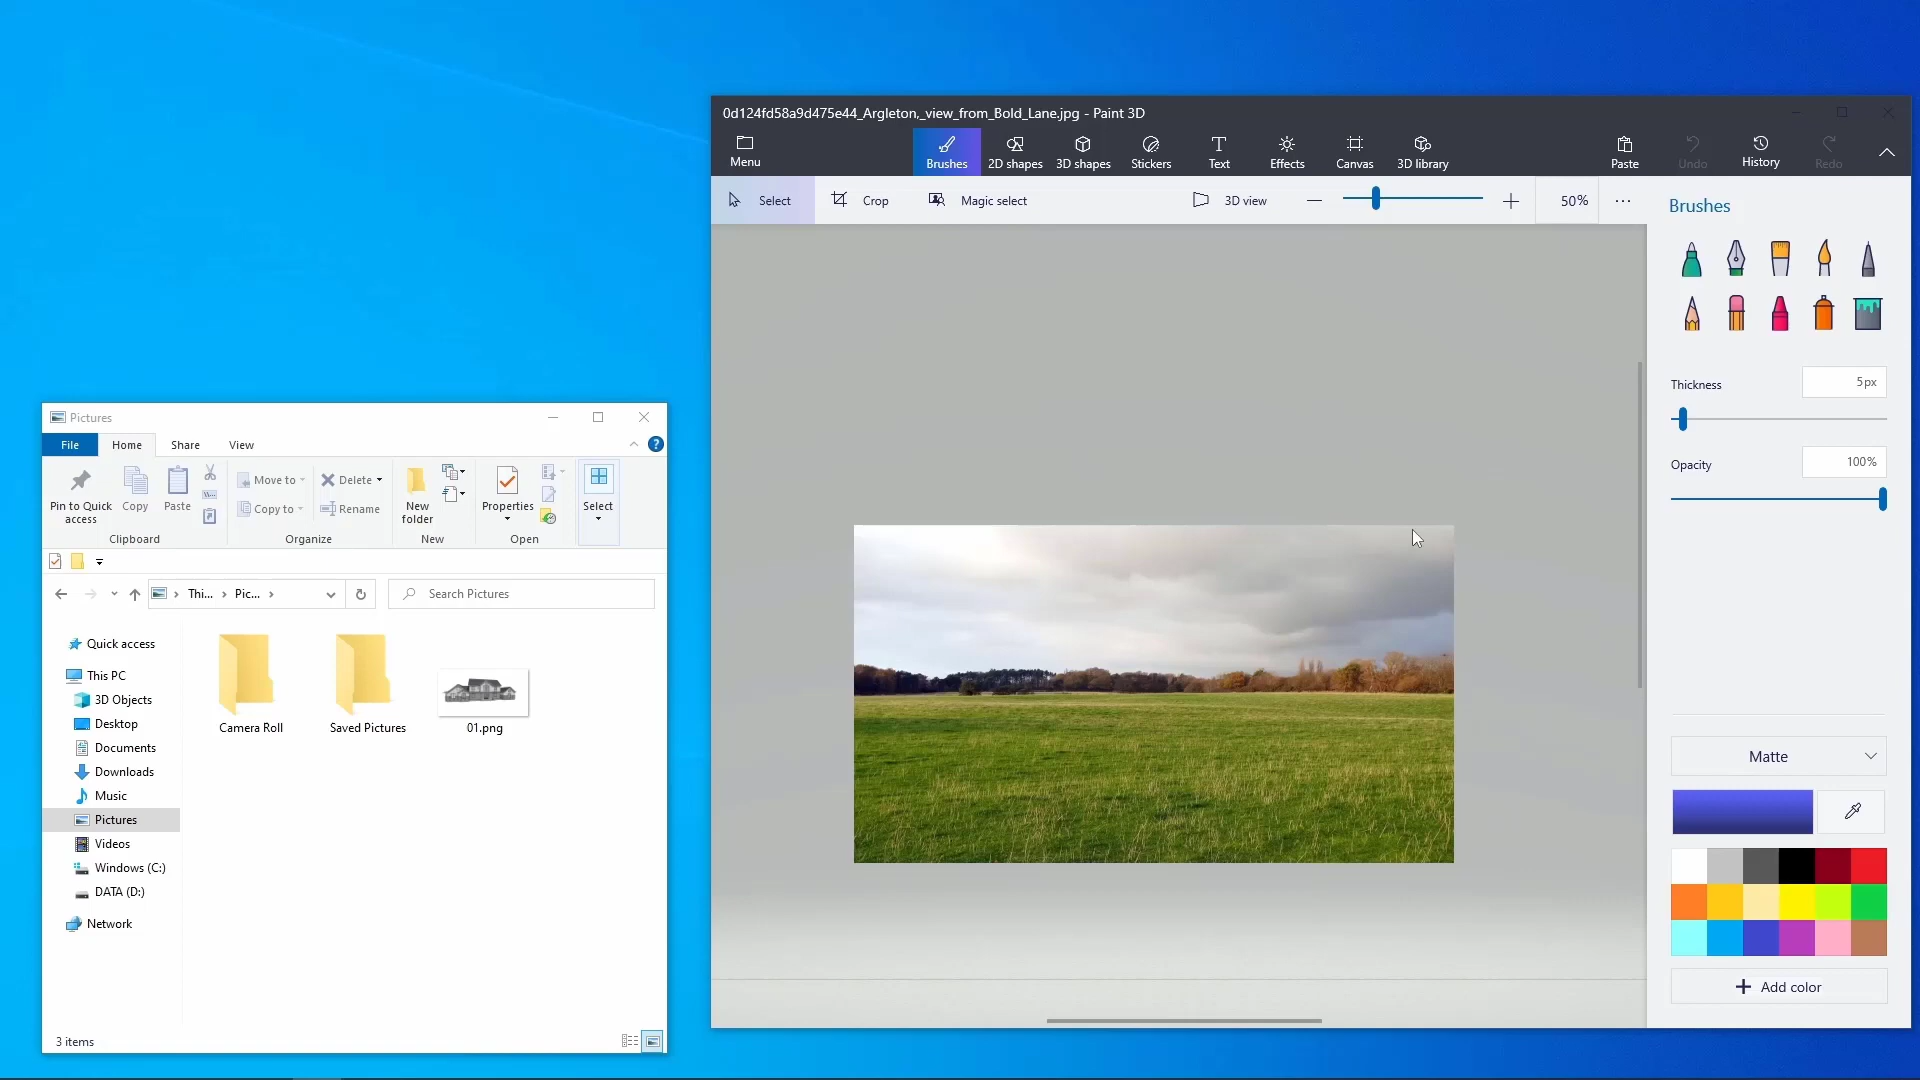 0d124fd58a9d475e44_Argleton,_view_from_Bold_Lane.jpg - Paint 3D
Menu
Brushes
2D shapes
3D shapes
Stickers
Text
Effects
Canvas
3D library
Paste
Undo
History
Redo
Select
Crop
Magic select
3D view
50%
Brushes
Thickness
5px
Opacity
100%
Matte
Add color
Pictures
File
Home
Share
View
Pin to Quick
access
Copy
Paste
Clipboard
Move to
Copy to
Delete
Rename
Organize
New
folder
New
Properties
Open
Select
Thi...
Pic...
Search Pictures
Quick access
This PC
3D Objects
Desktop
Documents
Downloads
Music
Pictures
Videos
Windows (C:)
DATA (D:)
Network
Camera Roll
Saved Pictures
01.png
3 items